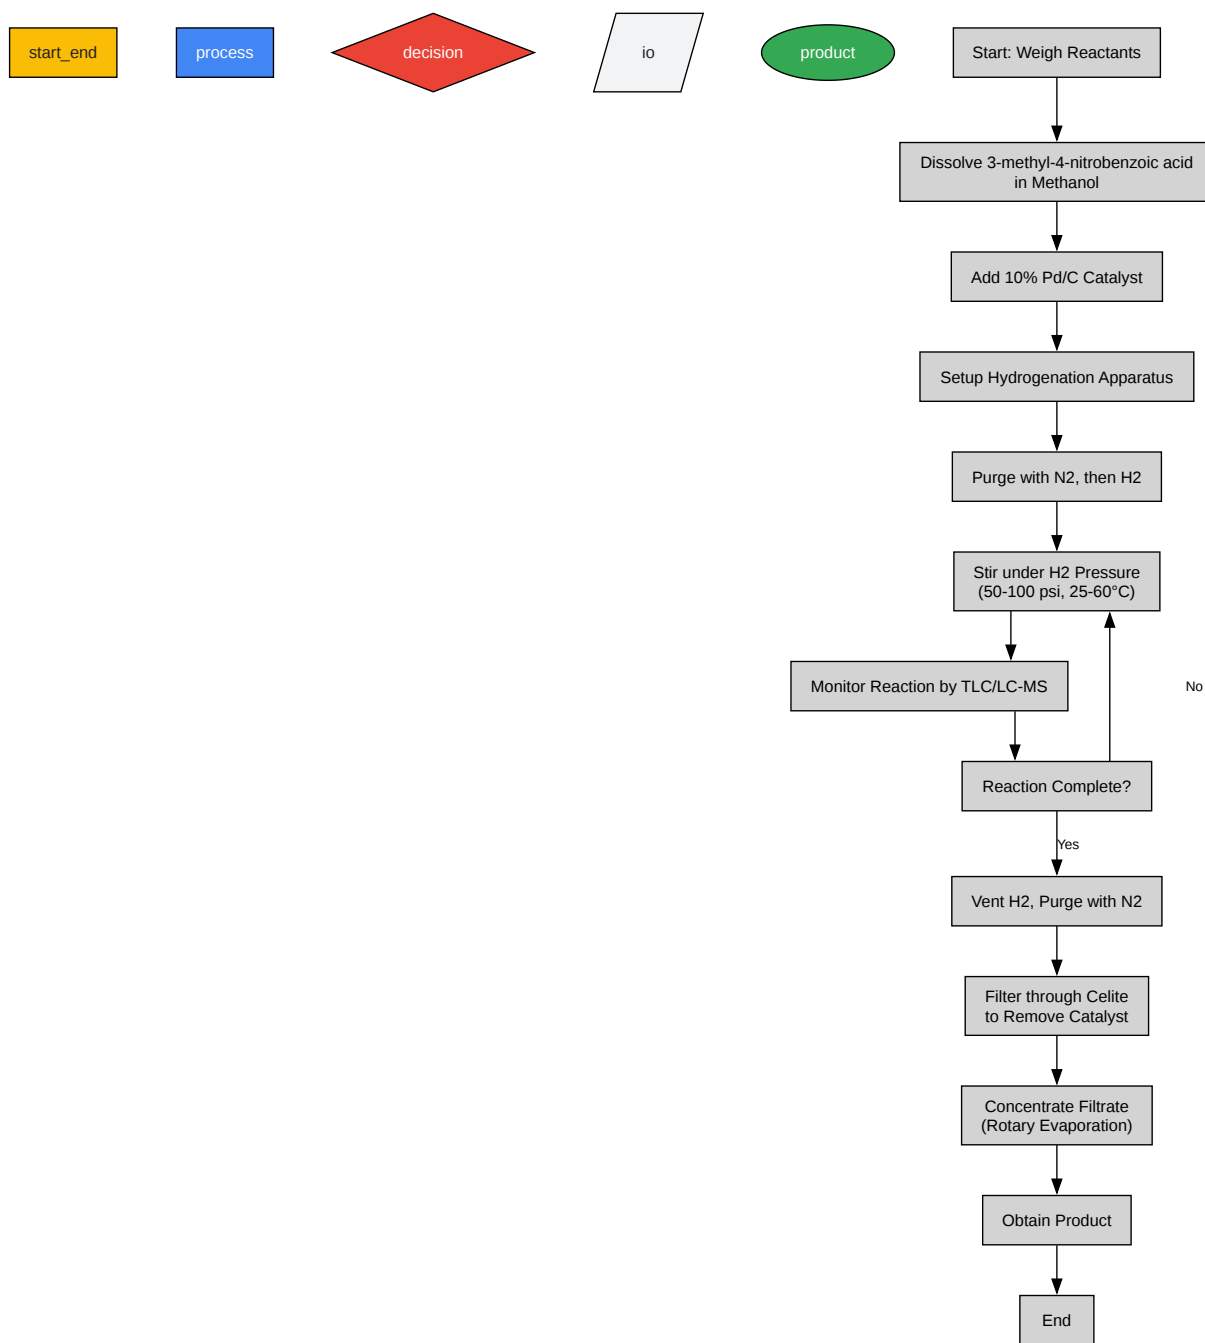 start_end
process
decision
io
product
Start: Weigh Reactants
Dissolve 3-methyl-4-nitrobenzoic acid
in Methanol
Add 10% Pd/C Catalyst
Setup Hydrogenation Apparatus
Purge with N2, then H2
Stir under H2 Pressure
(50-100 psi, 25-60°C)
Monitor Reaction by TLC/LC-MS
No
Reaction Complete?
Yes
Vent H2, Purge with N2
Filter through Celite
to Remove Catalyst
Concentrate Filtrate
(Rotary Evaporation)
Obtain Product
End